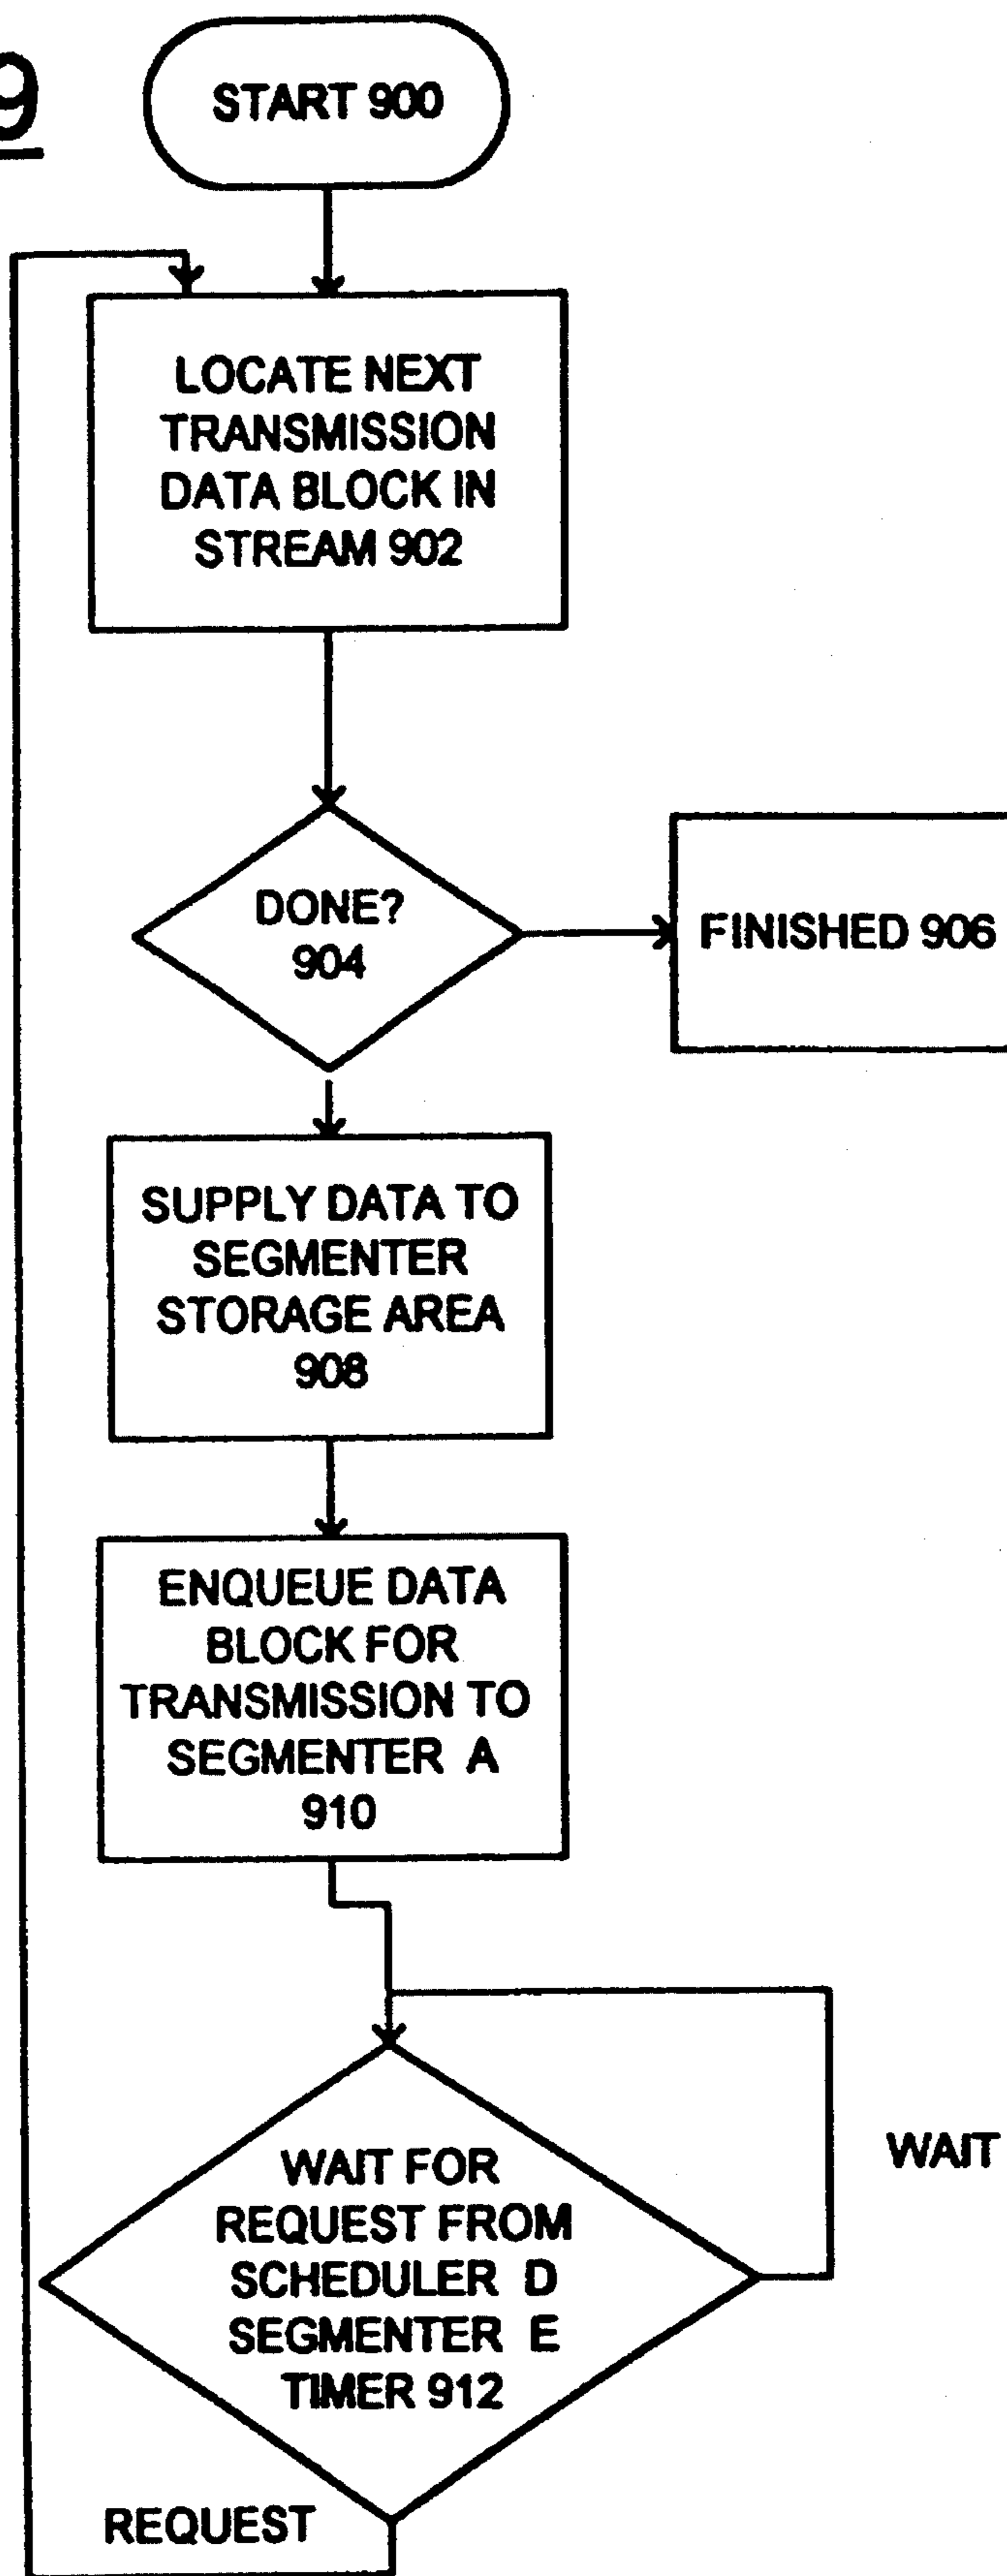 9
START 900
LOCATE NEXT
TRANSMISSION
DATA BLOCK IN
STREAM 902
DONE?
904
FINISHED 906
SUPPLY DATA TO
SEGMENTER
STORAGE AREA
908
ENQUEUE DATA
BLOCK FOR
TRANSMISSION TO
SEGMENTER A
910
WAIT FOR
REQUEST FROM
SCHEDULER D
SEGMENTER E
TIMER 912
WAIT
REQUEST